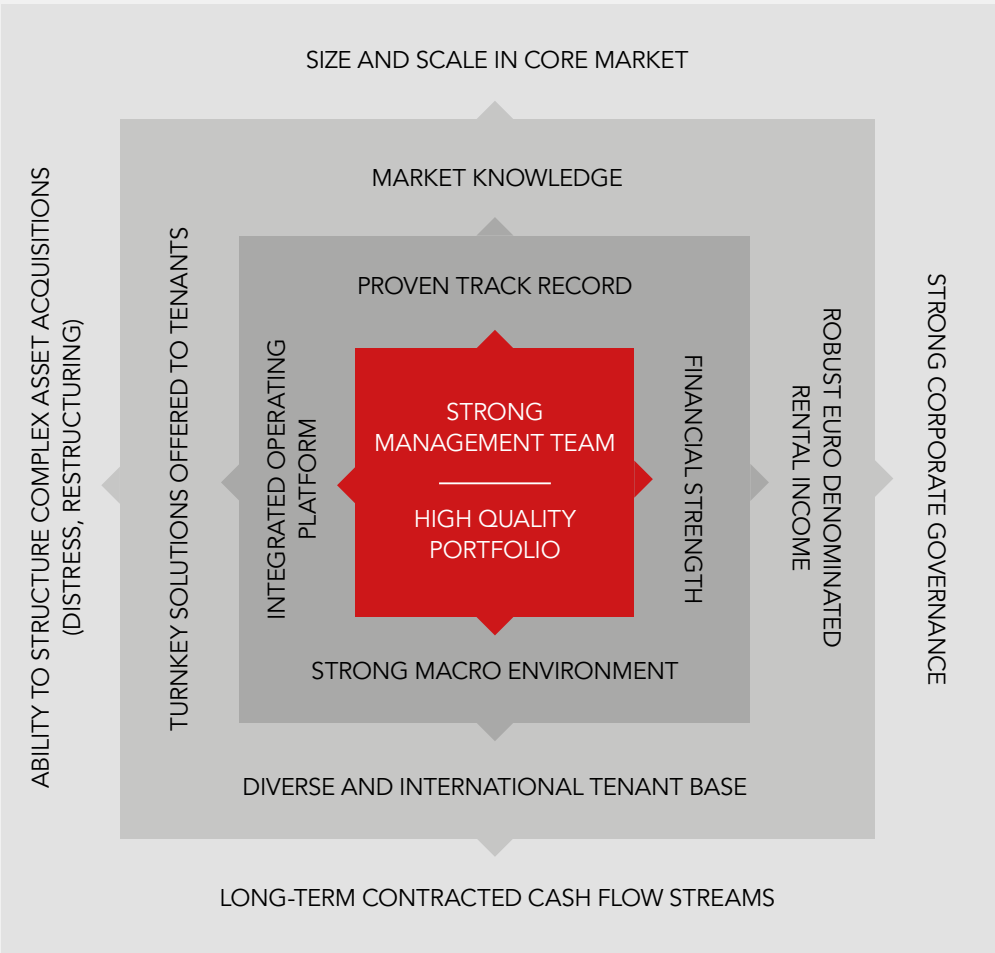 SIZE AND SCALE IN CORE MARKET
MARKET KNOWLEDGE
PROVEN TRACK RECORD
ABILITY TO STRUCTURE COMPLEX ASSET ACQUISITIONS
(DISTRESS, RESTRUCTURING)
TURNKEY SOLUTIONS OFFERED TO TENANTS
INTEGRATED OPERATING
PLATFORM
STRONG
MANAGEMENT TEAM
HIGH QUALITY
PORTFOLIO
FINANCIAL STRENGTH
ROBUST EURO DENOMINATED
RENTAL INCOME
STRONG CORPORATE GOVERNANCE
STRONG MACRO ENVIRONMENT
DIVERSE AND INTERNATIONAL TENANT BASE
LONG-TERM CONTRACTED CASH FLOW STREAMS